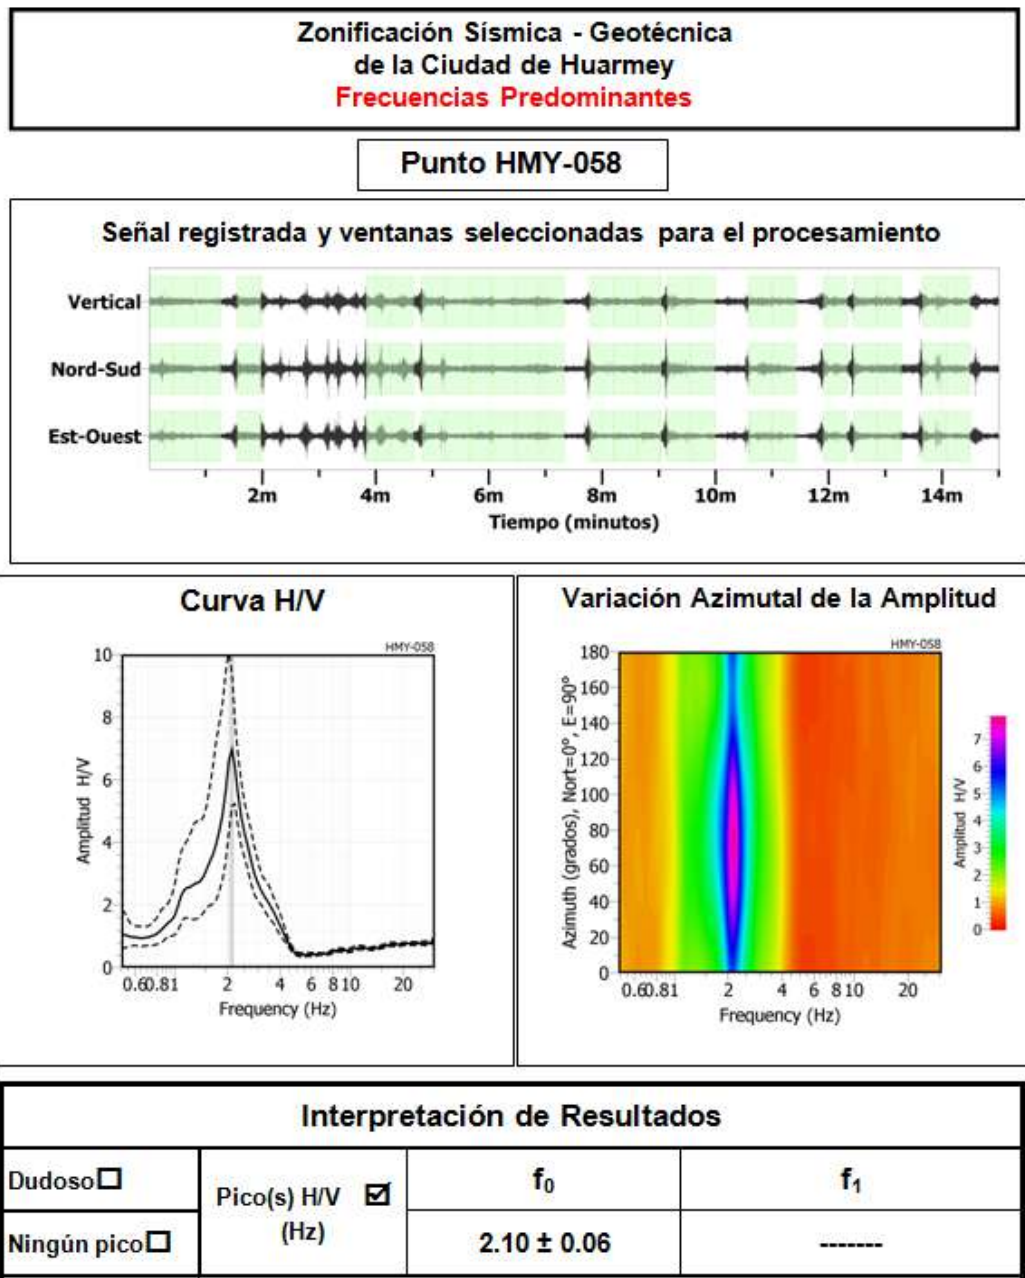 Zonificación Sísmica - Geotécnica
de la Ciudad de Huarmey
Frecuencias Predominantes
Punto HMY-058
Señal registrada y ventanas seleccionadas para el procesamiento
Vertical
Nord-Sud
Est-Ouest
2m 4m 6m 8m 10m 12m 14m
Tiempo (minutos)
Curva H/V
HMY-058
10
8
6
4
2
0
Amplitud H/V
0.60.81 2 4 6 810 20
Frequency (Hz)
Variación Azimutal de la Amplitud
HMY-058
180
160
140
120
100
80
60
40
20
0
Azimuth (grados), Nort=0°, E=90°
0.60.81 2 4 6 810 20
Frequency (Hz)
7
6
5
4
3
2
1
0
Amplitud H/V
Interpretación de Resultados
Dudoso☐
Ningún pico☐
Pico(s) H/V ☑
(Hz)
f₀
f₁
2.10 ± 0.06
-------